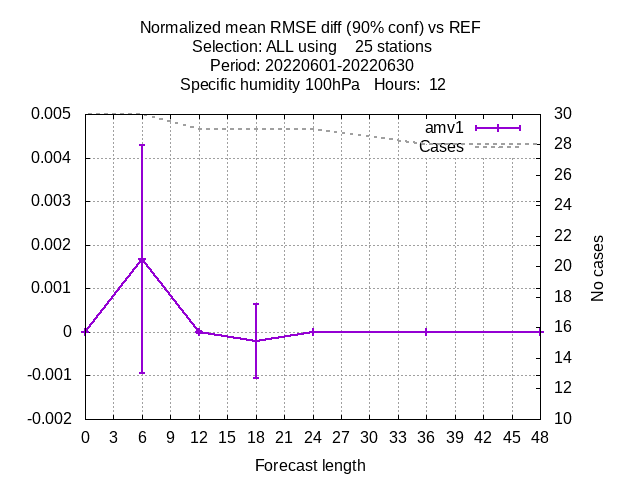 Normalized mean RMSE diff (90% conf) vs REF
Selection: ALL using    25 stations
Period: 20220601-20220630
Specific humidity 100hPa   Hours:  12
0.005
0.004
0.003
0.002
0.001
0
-0.001
-0.002
amv1
Cases
30
28
26
24
22
20
18
16
14
12
10
No cases
0 3 6 9 12 15 18 21 24 27 30 33 36 39 42 45 48
Forecast length